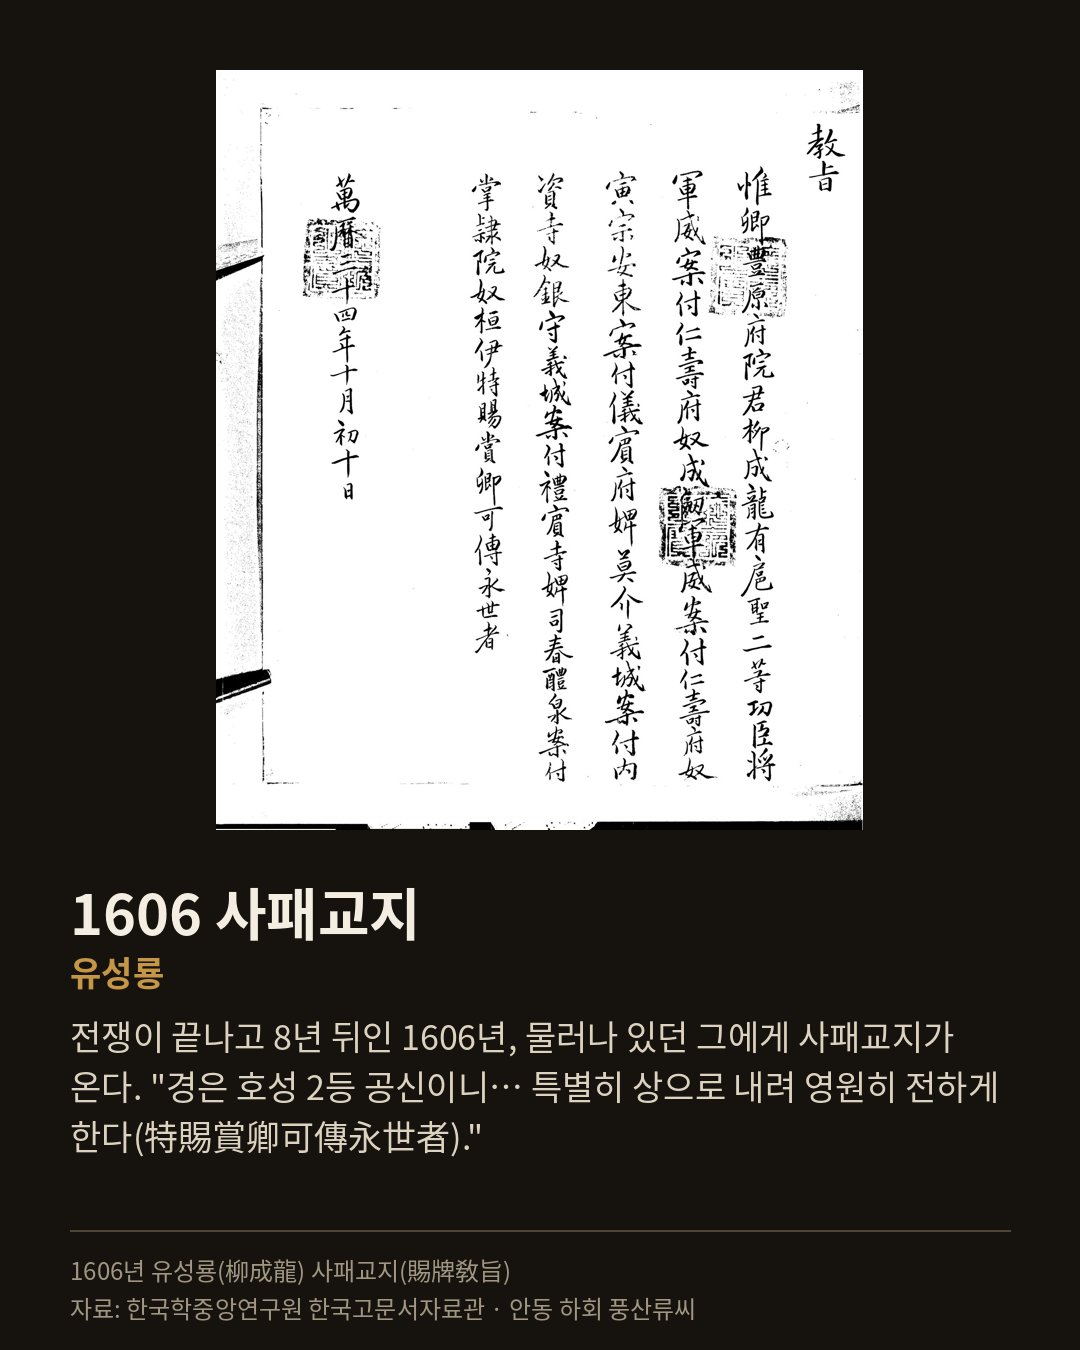 教旨
惟卿豐原府院君柳成龍有扈聖二等功臣將
軍威案付仁壽府奴成 軍威案付仁壽府奴
寅宗安東案付儀賓府婢莫介義城案付內
資寺奴銀守義城案付禮賓寺婢司春醴泉案付
掌隷院奴桓伊特賜賞卿可傳永世者
萬曆三十四年十月初十日
1606 사패교지
유성룡
전쟁이 끝나고 8년 뒤인 1606년, 물러나 있던 그에게 사패교지가
온다. "경은 호성 2등 공신이니… 특별히 상으로 내려 영원히 전하게
한다(特賜賞卿可傳永世者)."
1606년 유성룡(柳成龍) 사패교지(賜牌敎旨)
자료: 한국학중앙연구원 한국고문서자료관 · 안동 하회 풍산류씨